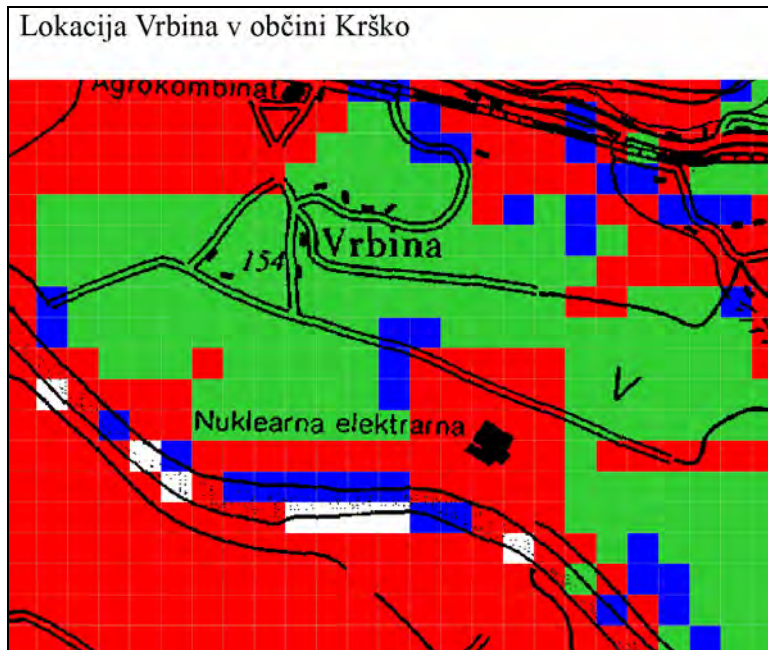 Lokacija Vrbina v občini Krško
Agrokombinat
Vrbina
154
Nuklearna elektrarna
V